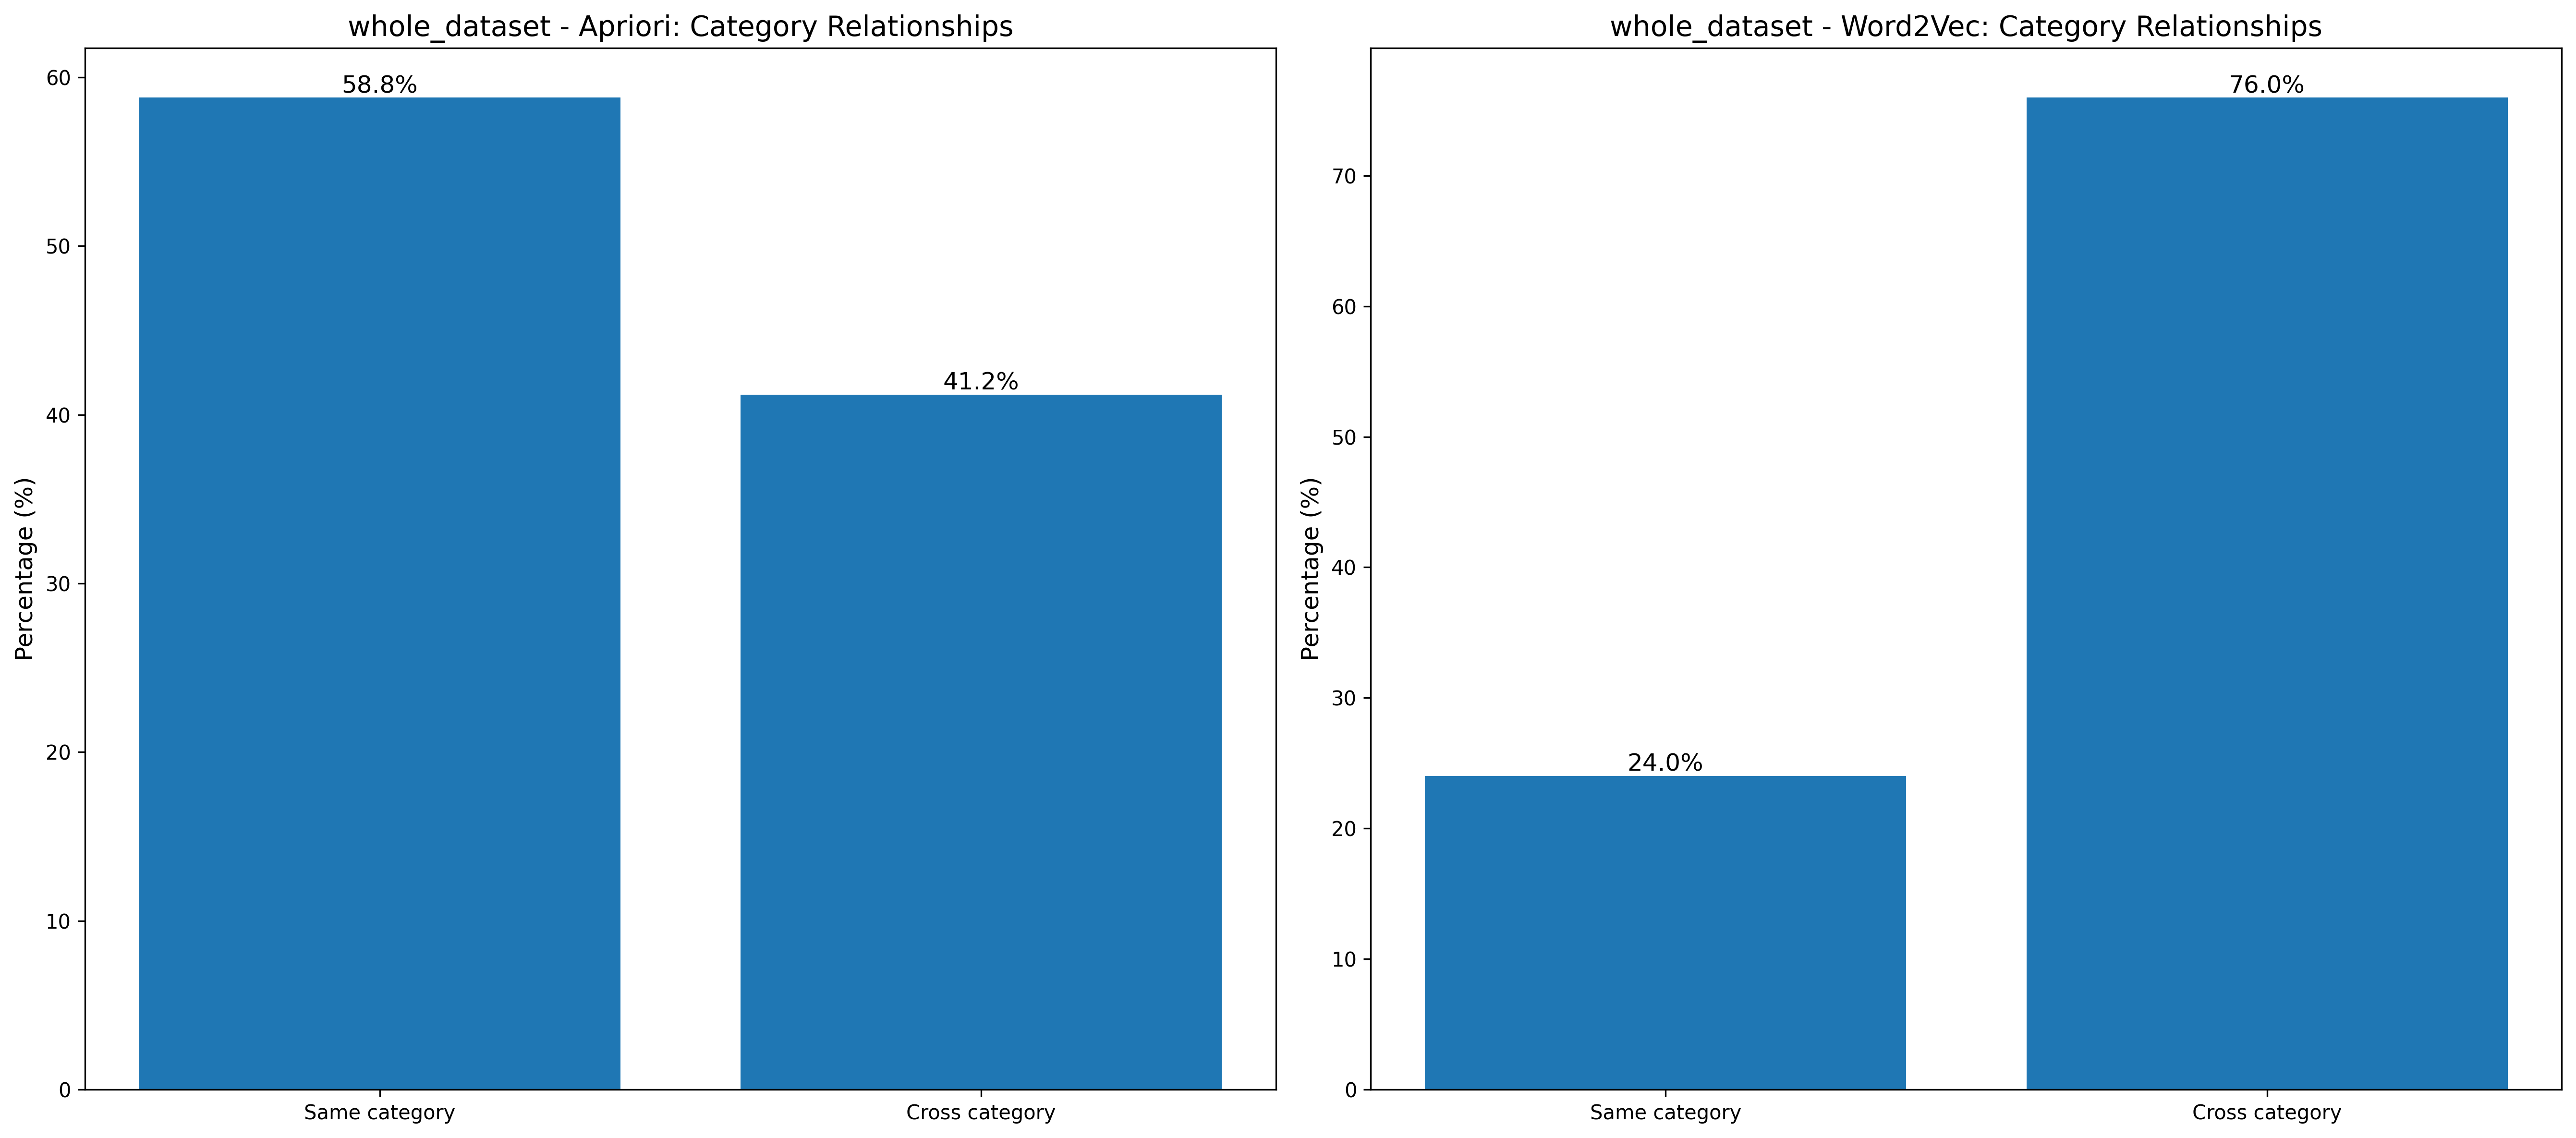 whole_dataset - Apriori: Category Relationships
60
58.8%
50
41.2%
40
30
20
10
0
Percentage (%)
Same category
Cross category
whole_dataset - Word2Vec: Category Relationships
76.0%
70
60
50
40
30
24.0%
20
10
0
Percentage (%)
Same category
Cross category